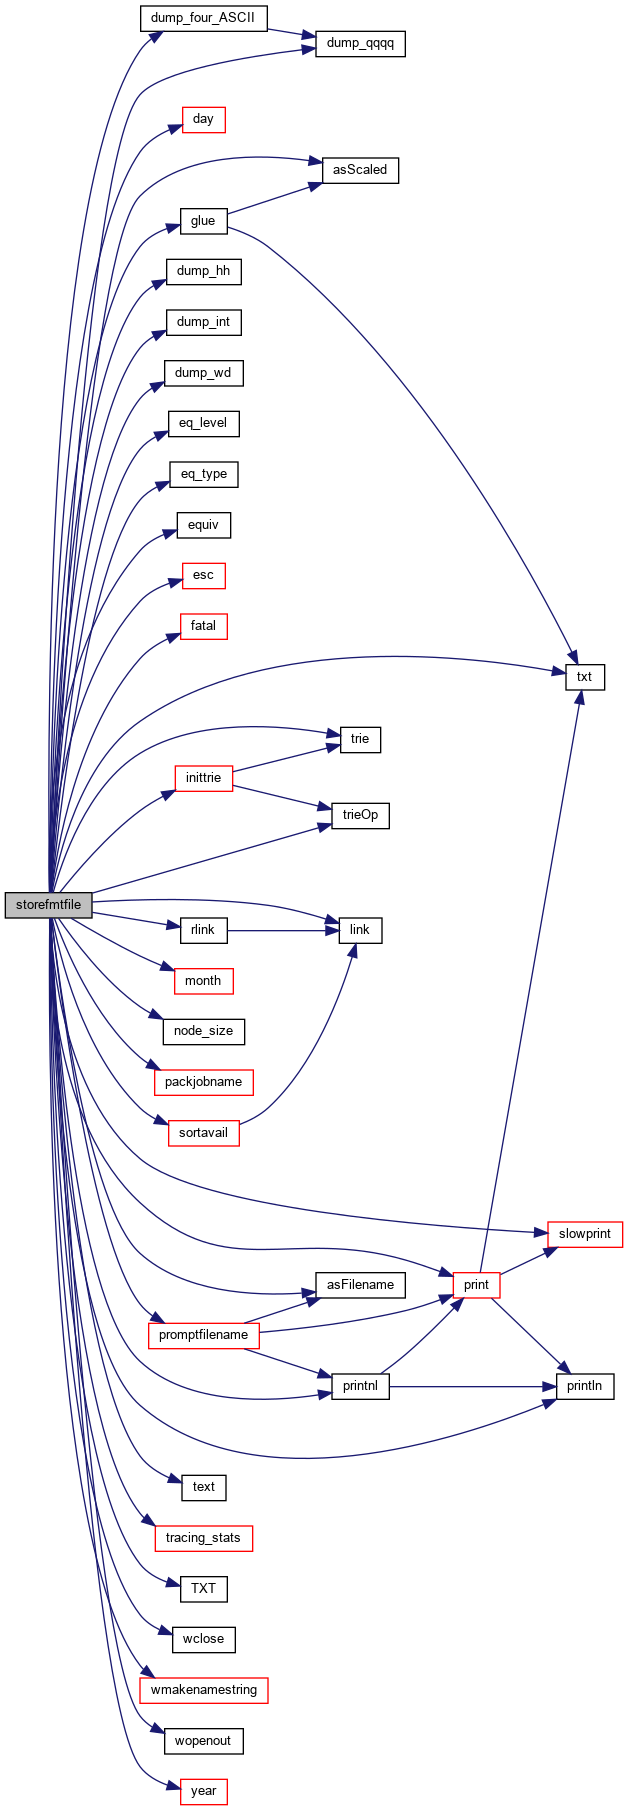 dump_four_ASCII
dump_qqqq
day
asScaled
glue
dump_hh
dump_int
dump_wd
eq_level
eq_type
equiv
esc
fatal
txt
trie
inittrie
trieOp
storefmtfile
rlink
link
month
node_size
packjobname
sortavail
slowprint
asFilename
print
promptfilename
printnl
println
text
tracing_stats
TXT
wclose
wmakenamestring
wopenout
year